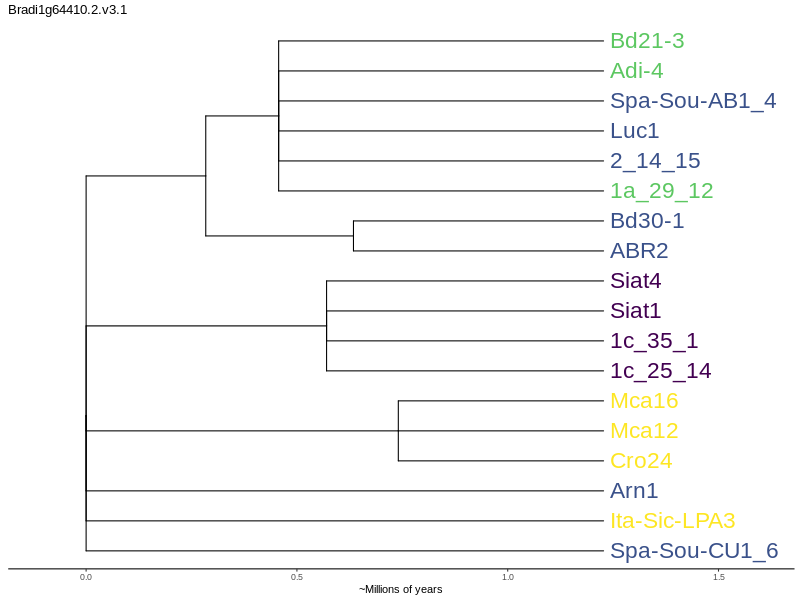 Bradi1g64410.2.v3.1
Bd21-3
Adi-4
Spa-Sou-AB1_4
Luc1
2_14_15
1a_29_12
Bd30-1
ABR2
Siat4
Siat1
1c_35_1
1c_25_14
Mca16
Mca12
Cro24
Arn1
Ita-Sic-LPA3
Spa-Sou-CU1_6
0.0 0.5 1.0 1.5
~Millions of years